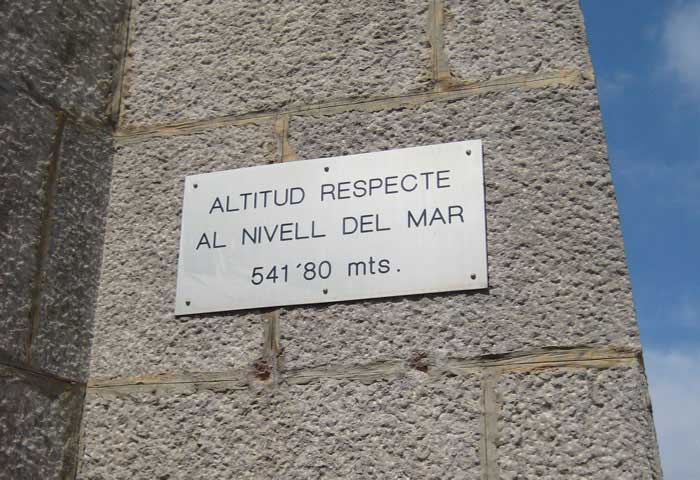 ALTITUD RESPECTE
AL NIVELL DEL MAR
541´80 mts.